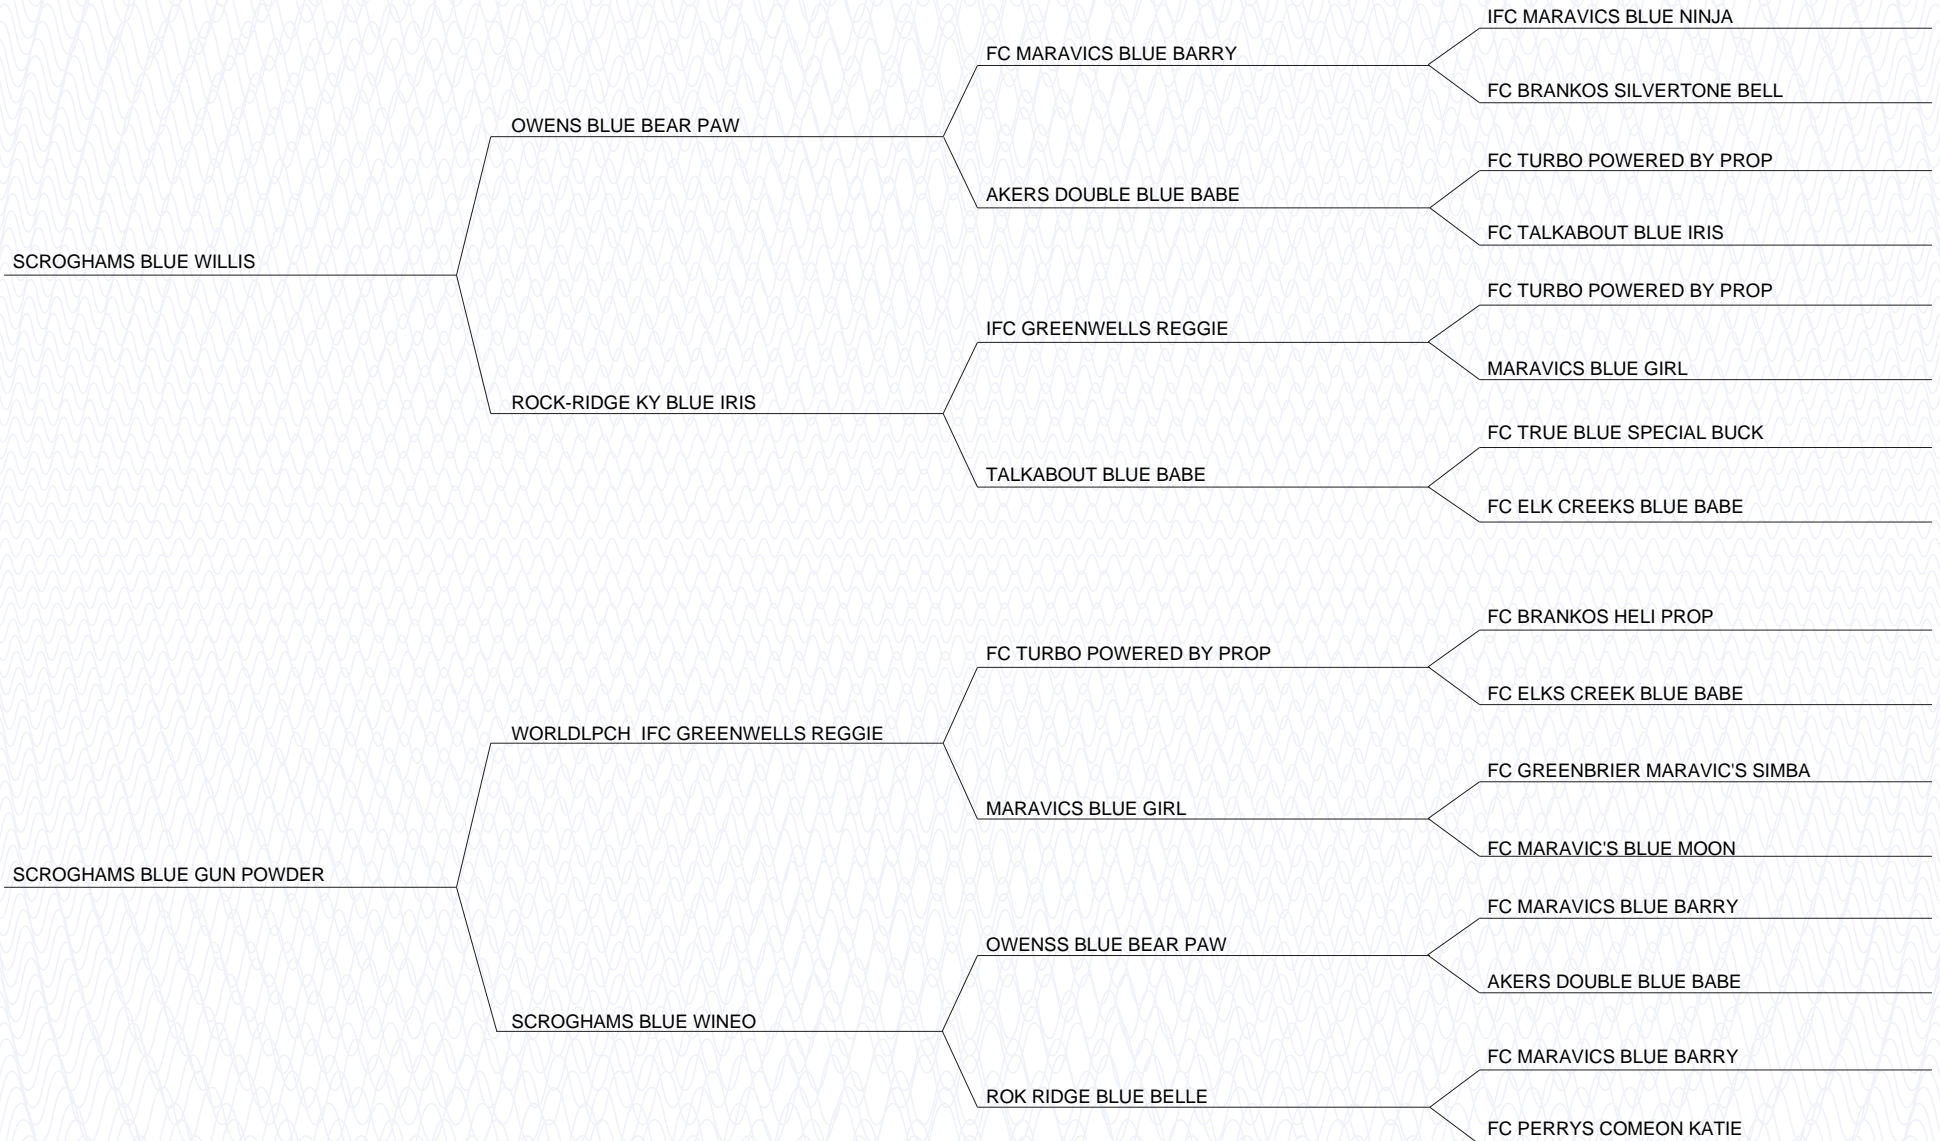 IFC MARAVICS BLUE NINJA
FC MARAVICS BLUE BARRY
FC BRANKOS SILVERTONE BELL
OWENS BLUE BEAR PAW
FC TURBO POWERED BY PROP
AKERS DOUBLE BLUE BABE
FC TALKABOUT BLUE IRIS
SCROGHAMS BLUE WILLIS
FC TURBO POWERED BY PROP
IFC GREENWELLS REGGIE
MARAVICS BLUE GIRL
ROCK-RIDGE KY BLUE IRIS
FC TRUE BLUE SPECIAL BUCK
TALKABOUT BLUE BABE
FC ELK CREEKS BLUE BABE
FC BRANKOS HELI PROP
FC TURBO POWERED BY PROP
FC ELKS CREEK BLUE BABE
WORLDLPCH  IFC GREENWELLS REGGIE
FC GREENBRIER MARAVIC'S SIMBA
MARAVICS BLUE GIRL
FC MARAVIC'S BLUE MOON
SCROGHAMS BLUE GUN POWDER
FC MARAVICS BLUE BARRY
OWENSS BLUE BEAR PAW
AKERS DOUBLE BLUE BABE
SCROGHAMS BLUE WINEO
FC MARAVICS BLUE BARRY
ROK RIDGE BLUE BELLE
FC PERRYS COMEON KATIE